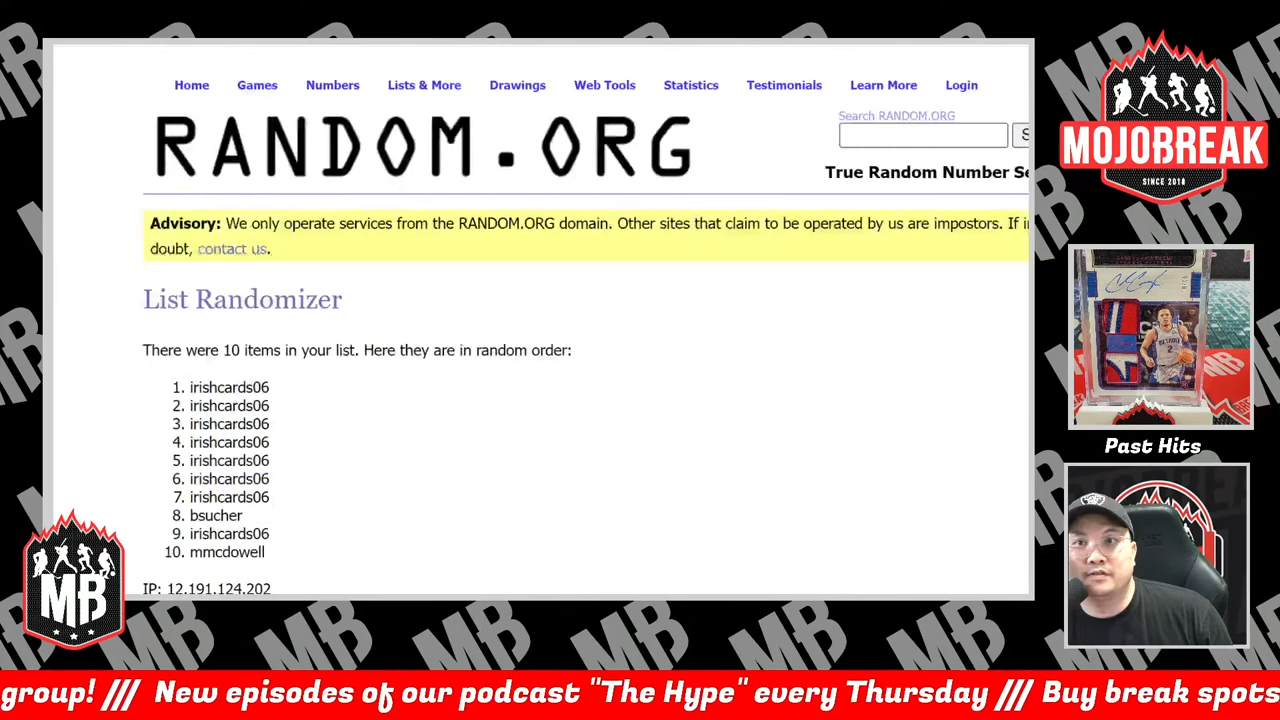 Home Games Numbers Lists & More Drawings Web Tools Statistics Testimonials Learn More Login
RANDOM.ORG
Search RANDOM.ORG
True Random Number Se
Advisory: We only operate services from the RANDOM.ORG domain. Other sites that claim to be operated by us are impostors. If in
doubt, contact us.
List Randomizer
There were 10 items in your list. Here they are in random order:
1. irishcards06
2. irishcards06
3. irishcards06
4. irishcards06
5. irishcards06
6. irishcards06
7. irishcards06
8. bsucher
9. irishcards06
10. mmcdowell
IP: 12.191.124.202
MOJOBREAK
SINCE 2010
DETROIT
2
Past Hits
MB
group! /// New episodes of our podcast "The Hype" every Thursday /// Buy break spots